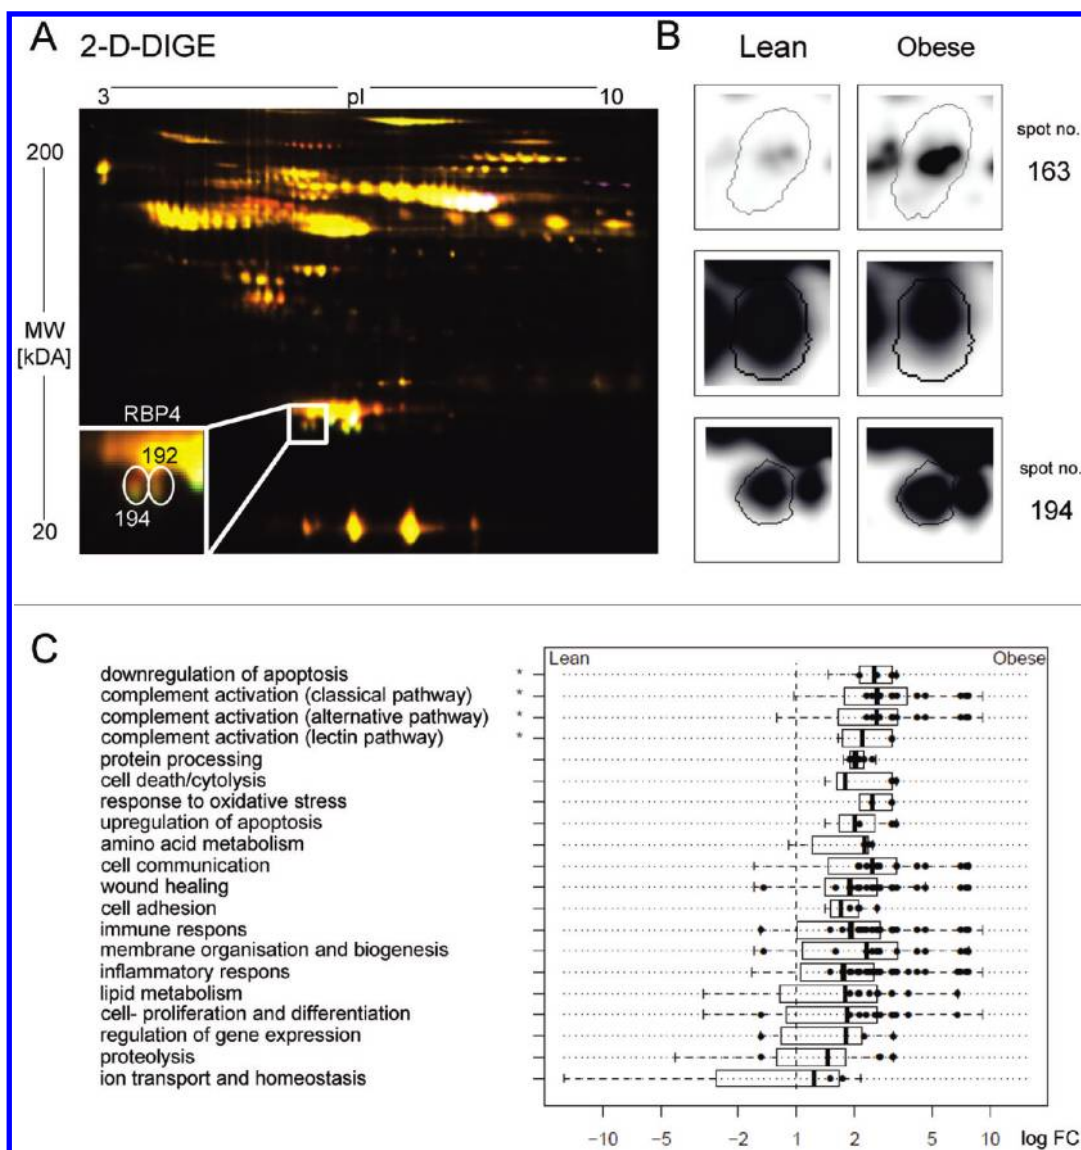 A 2-D-DIGE
3 pI 10
200
MW
[kDA]
20
RBP4
192
194
B Lean Obese
spot no.
163
spot no.
194
C
Lean Obese
downregulation of apoptosis *
complement activation (classical pathway) *
complement activation (alternative pathway) *
complement activation (lectin pathway) *
protein processing
cell death/cytolysis
response to oxidative stress
upregulation of apoptosis
amino acid metabolism
cell communication
wound healing
cell adhesion
immune respons
membrane organisation and biogenesis
inflammatory respons
lipid metabolism
cell- proliferation and differentiation
regulation of gene expression
proteolysis
ion transport and homeostasis
-10 -5 -2 1 2 5 10 log FC